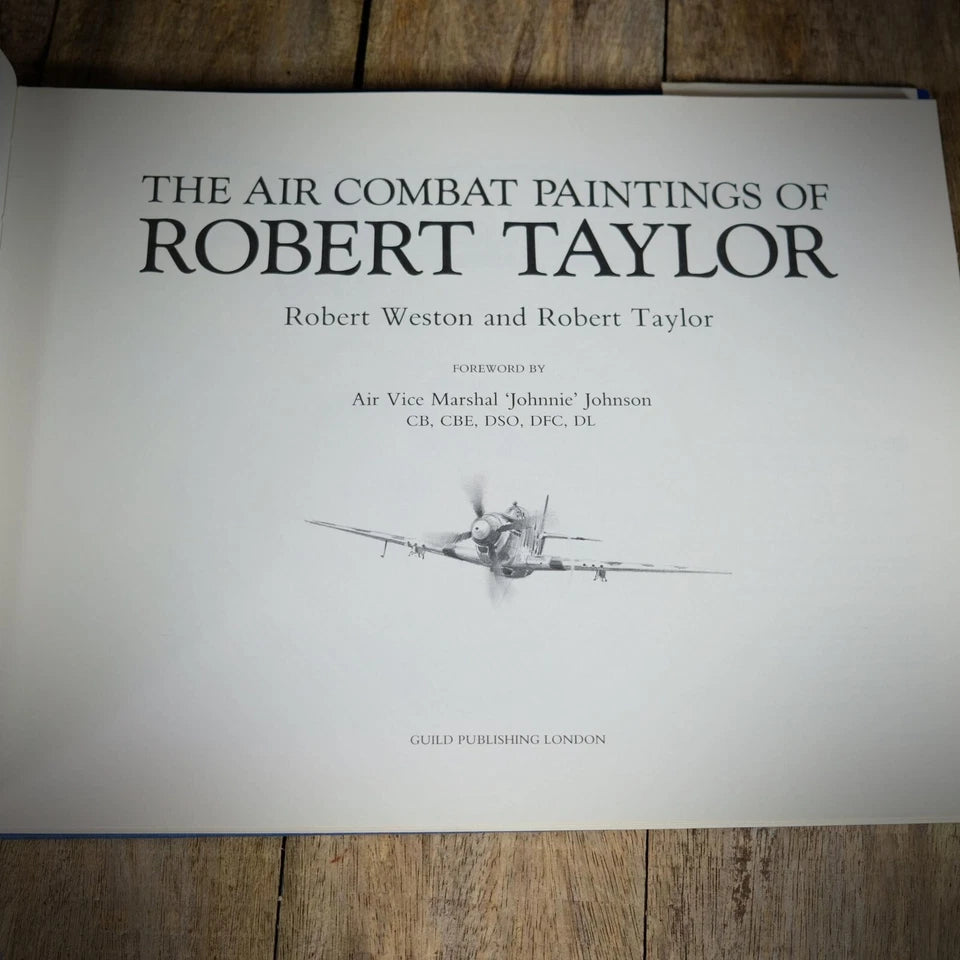 THE AIR COMBAT PAINTINGS OF
ROBERT TAYLOR
Robert Weston and Robert Taylor
FOREWORD BY
Air Vice Marshal ‘Johnnie’ Johnson
CB, CBE, DSO, DFC, DL
GUILD PUBLISHING LONDON